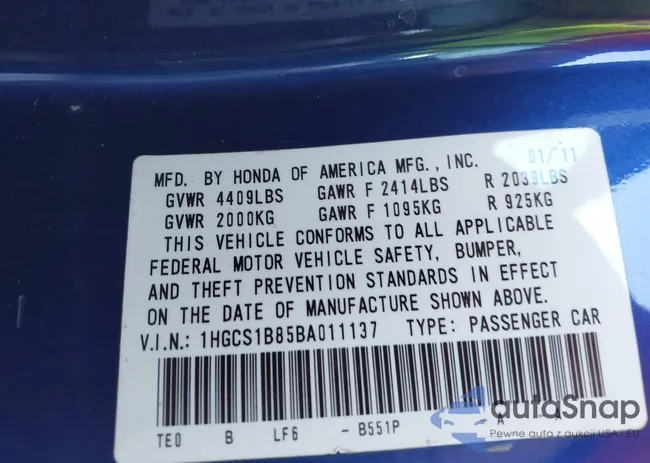 MFD. BY HONDA OF AMERICA MFG., INC. 01/11
GVWR 4409LBS GAWR F 2414LBS R 2039LBS
GVWR 2000KG GAWR F 1095KG R 925KG
THIS VEHICLE CONFORMS TO ALL APPLICABLE
FEDERAL MOTOR VEHICLE SAFETY, BUMPER,
AND THEFT PREVENTION STANDARDS IN EFFECT
ON THE DATE OF MANUFACTURE SHOWN ABOVE.
V.I.N.: 1HGCS1B85BA011137 TYPE: PASSENGER CAR
TE0 B LF6 -B551P A A
autaSnap
Pewne auta z aukcji USA i EU